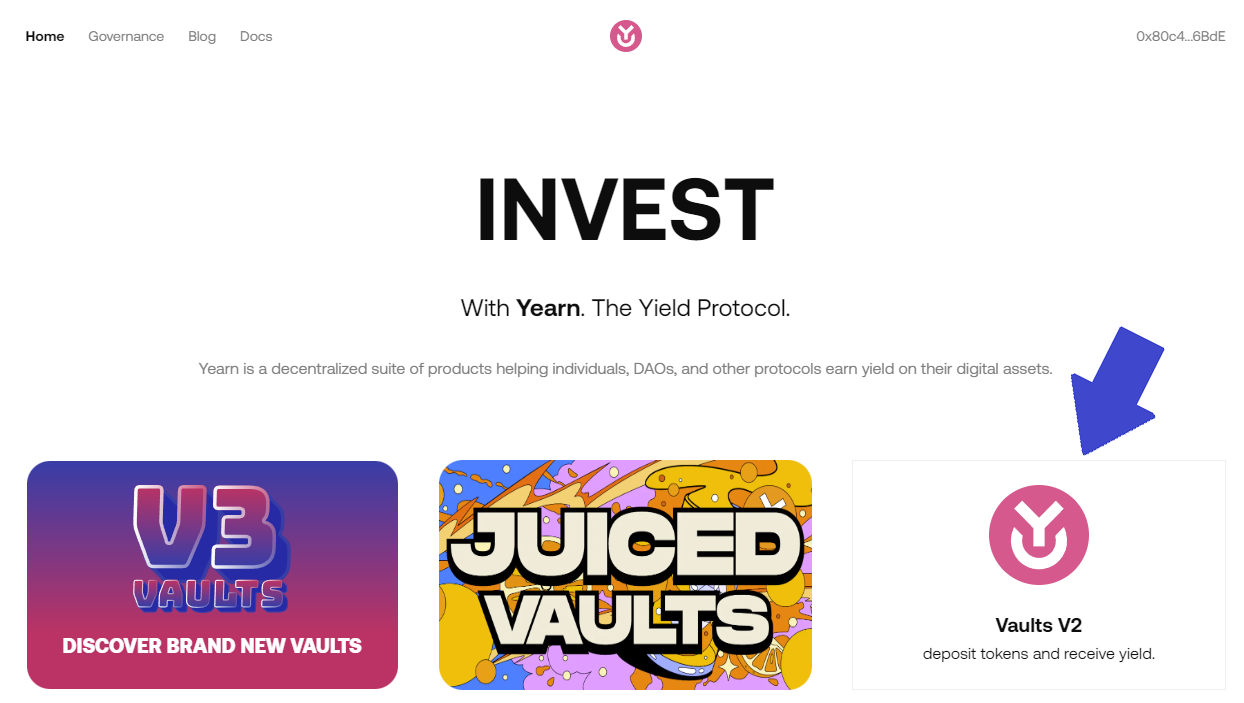 Home Governance Blog Docs 0x80c4...6BdE
INVEST
With Yearn. The Yield Protocol.
Yearn is a decentralized suite of products helping individuals, DAOs, and other protocols earn yield on their digital assets.
V3
VAULTS
DISCOVER BRAND NEW VAULTS
JUICED
VAULTS
Vaults V2
deposit tokens and receive yield.